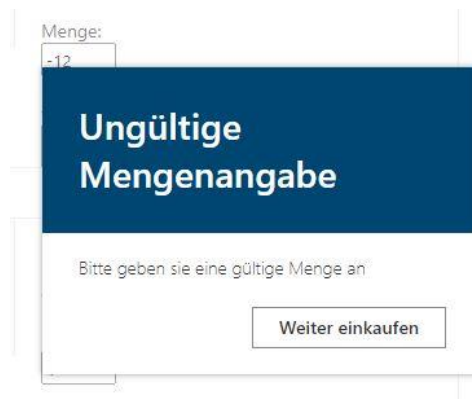 Menge:
-12
Ungültige
Mengenangabe
Bitte geben sie eine gültige Menge an
Weiter einkaufen